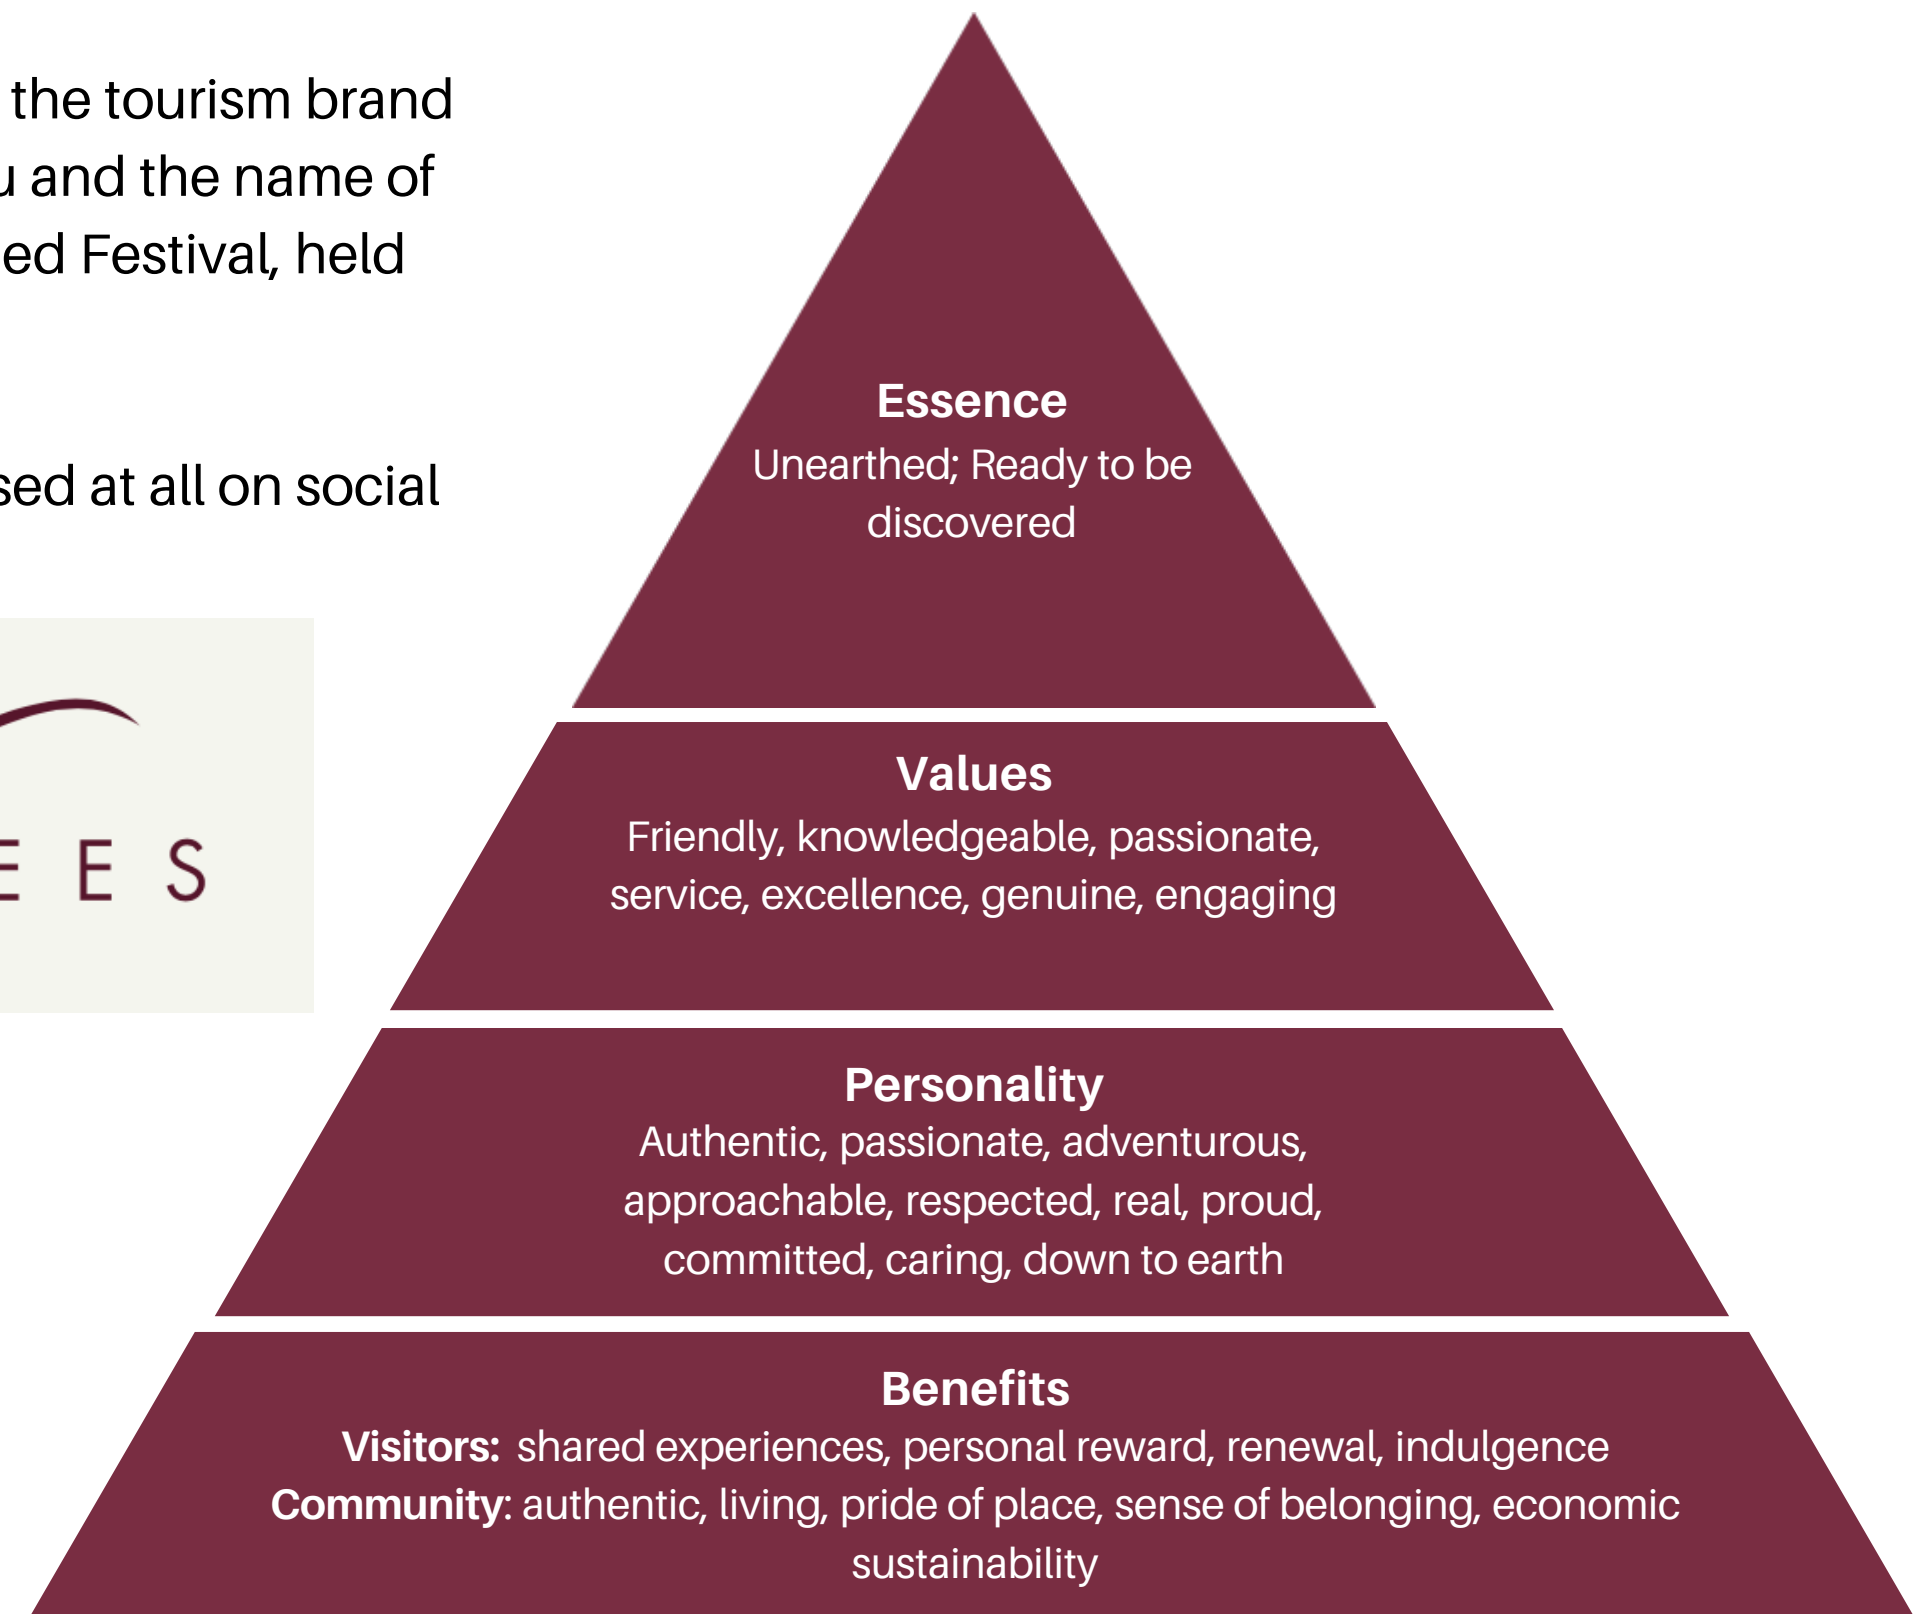 the tourism brand
and the name of
Festival, held
at all on social
E E S
Essence
Unearthed; Ready to be
discovered
Values
Friendly, knowledgeable, passionate,
service, excellence, genuine, engaging
Personality
Authentic, passionate, adventurous,
approachable, respected, real, proud,
committed, caring, down to earth
Benefits
Visitors: shared experiences, personal reward, renewal, indulgence
Community: authentic, living, pride of place, sense of belonging, economic
sustainability